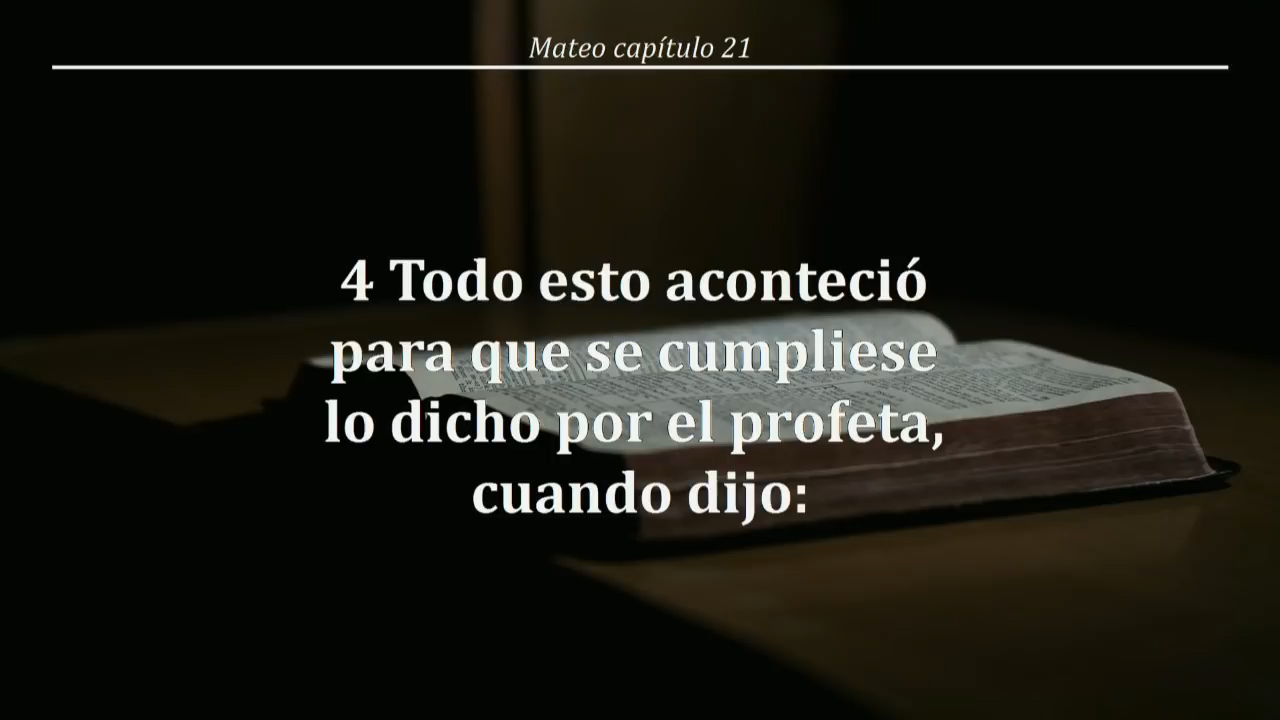 Mateo capítulo 21
4 Todo esto aconteció
para que se cumpliese
lo dicho por el profeta,
cuando dijo: